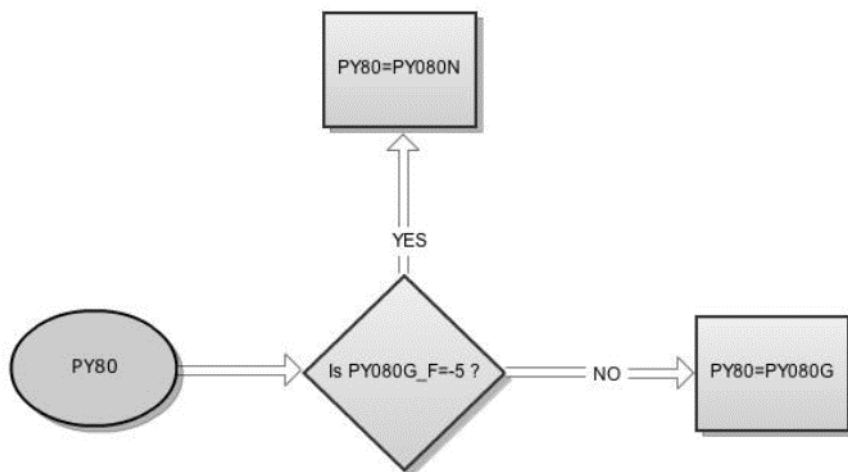 PY80=PY080N
YES
PY80
Is PY080G_F=-5 ?
NO
PY80=PY080G